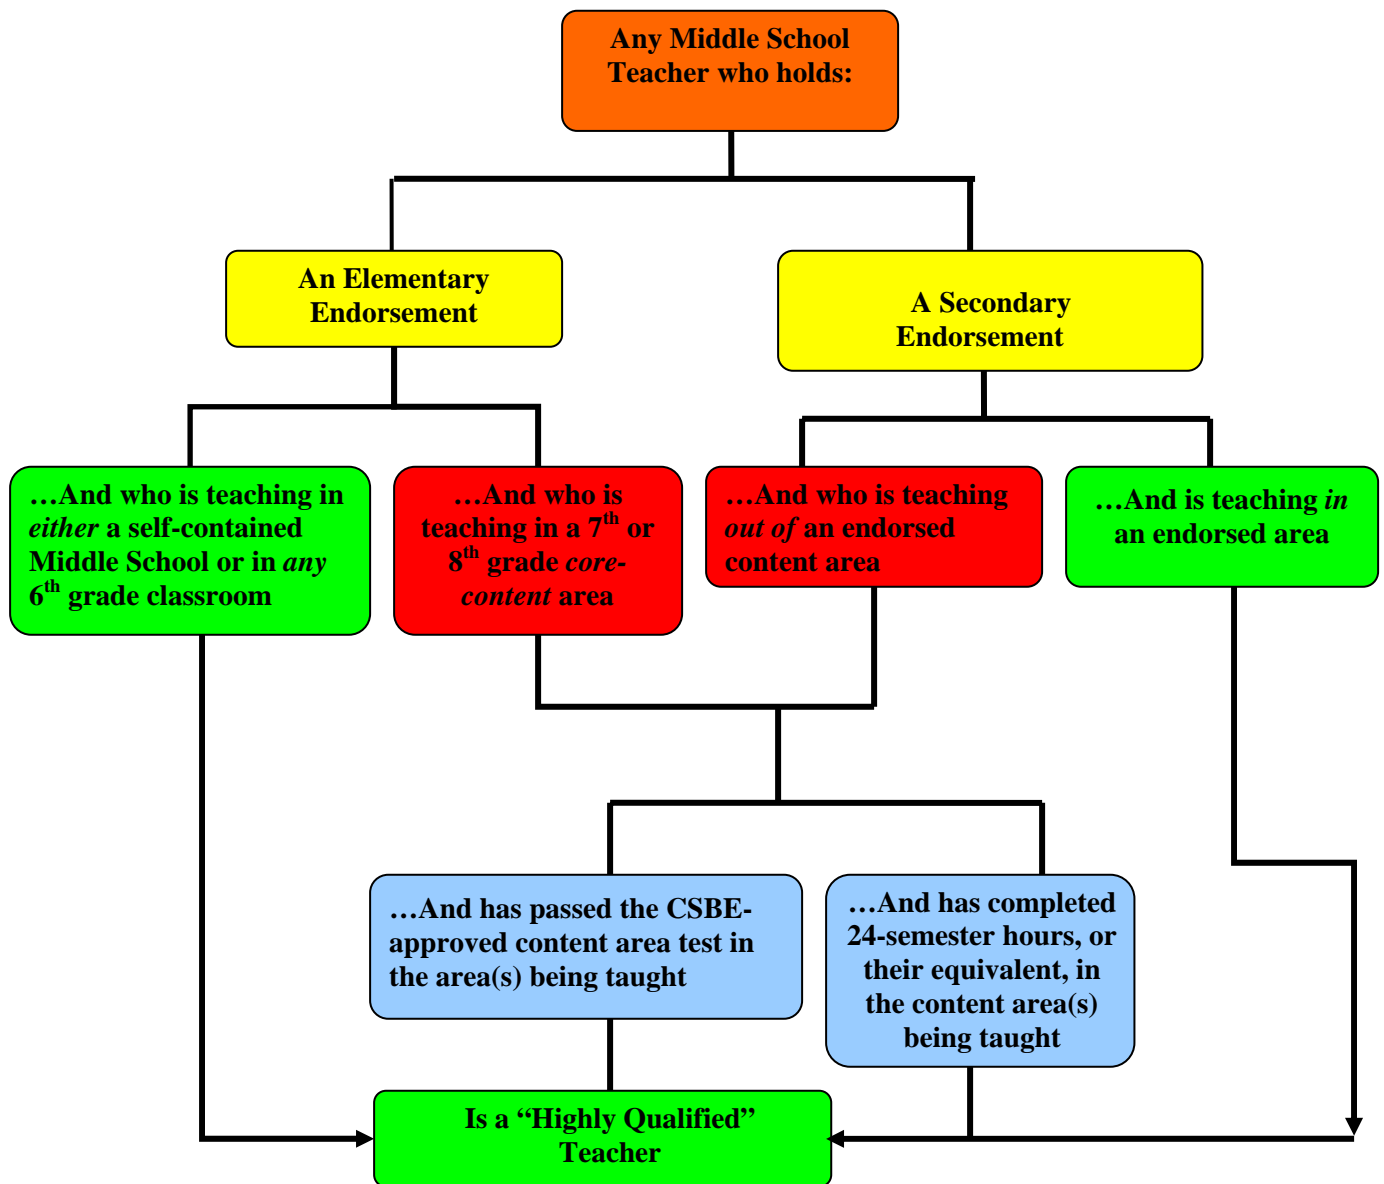 Any Middle School
Teacher who holds:
An Elementary
Endorsement
A Secondary
Endorsement
…And who is teaching in
either a self-contained
Middle School or in any
6th grade classroom
…And who is
teaching in a 7th or
8th grade core-
content area
…And who is teaching
out of an endorsed
content area
…And is teaching in
an endorsed area
…And has passed the CSBE-
approved content area test in
the area(s) being taught
…And has completed
24-semester hours, or
their equivalent, in
the content area(s)
being taught
Is a “Highly Qualified”
Teacher